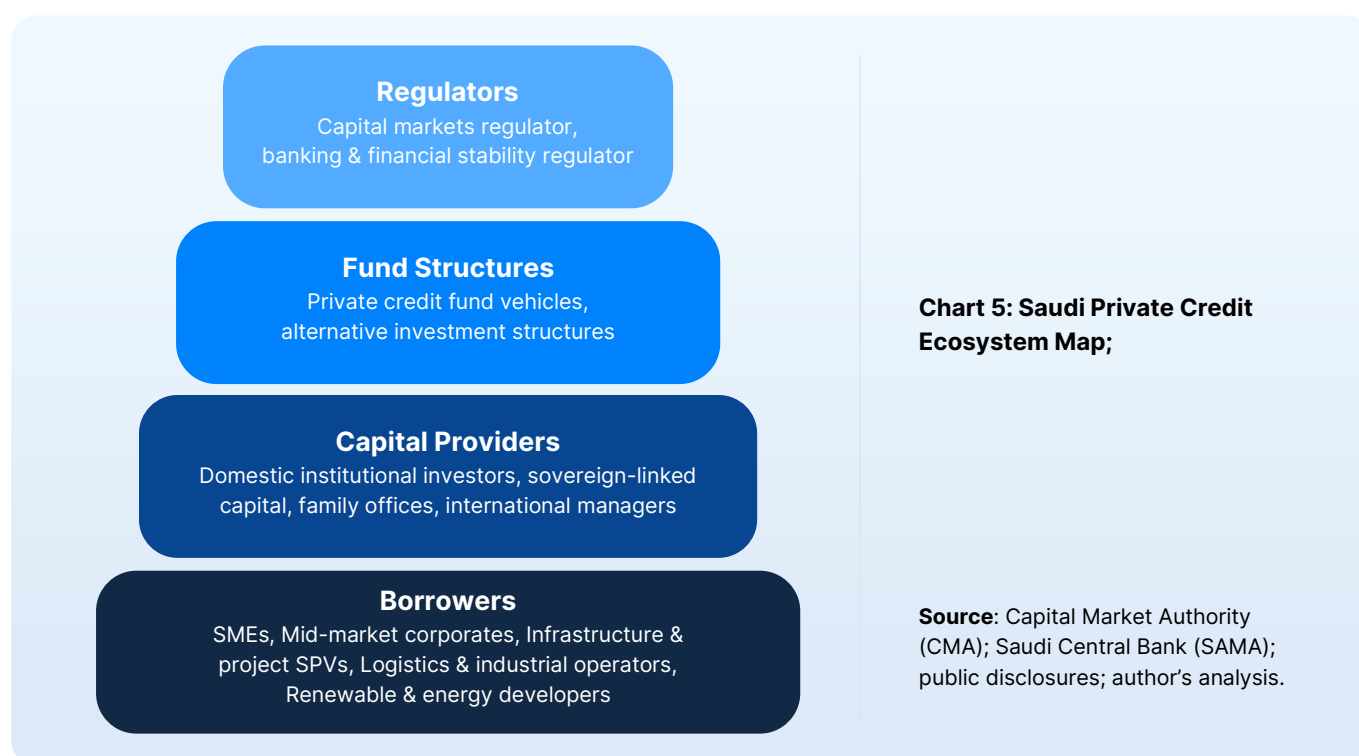 Regulators
Capital markets regulator,
banking & financial stability regulator
Fund Structures
Private credit fund vehicles,
alternative investment structures
Capital Providers
Domestic institutional investors, sovereign-linked
capital, family offices, international managers
Borrowers
SMEs, Mid-market corporates, Infrastructure &
project SPVs, Logistics & industrial operators,
Renewable & energy developers
Chart 5: Saudi Private Credit
Ecosystem Map;
Source: Capital Market Authority
(CMA); Saudi Central Bank (SAMA);
public disclosures; author’s analysis.